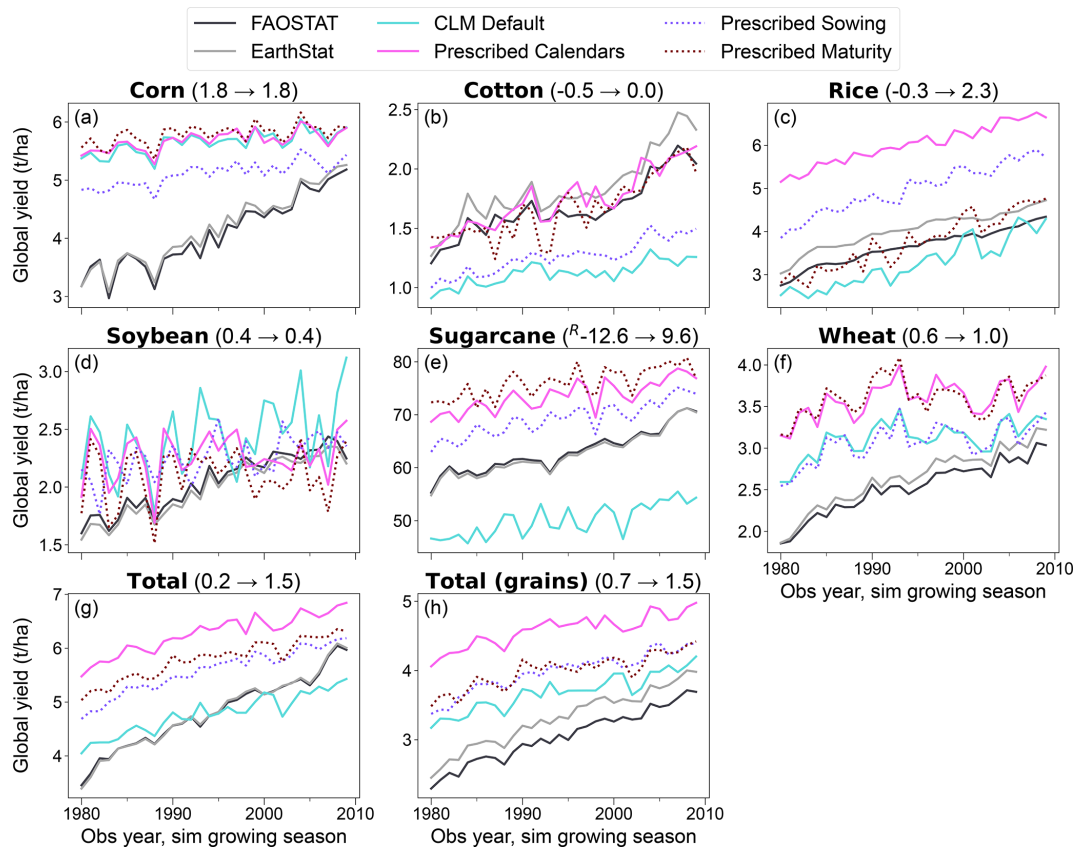 FAOSTAT CLM Default Prescribed Sowing
EarthStat Prescribed Calendars Prescribed Maturity
Corn (1.8 → 1.8) Cotton (-0.5 → 0.0) Rice (-0.3 → 2.3)
(a) (b) (c)
Global yield (t/ha)
6
5
4
3
2.5
2.0
1.5
1.0
6
5
4
3
Soybean (0.4 → 0.4) Sugarcane (ᴿ-12.6 → 9.6) Wheat (0.6 → 1.0)
(d) (e) (f)
Global yield (t/ha)
3.0
2.5
2.0
1.5
80
70
60
50
4.0
3.5
3.0
2.5
2.0
1980 1990 2000 2010
Obs year, sim growing season
Total (0.2 → 1.5) Total (grains) (0.7 → 1.5)
(g) (h)
Global yield (t/ha)
7
6
5
4
5
4
3
1980 1990 2000 2010 1980 1990 2000 2010
Obs year, sim growing season Obs year, sim growing season